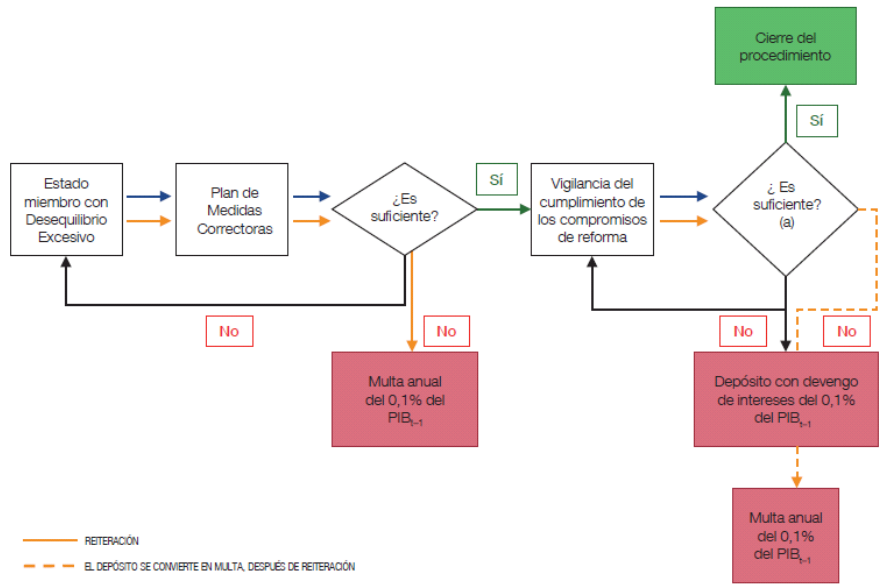 Cierre del
procedimiento
Sí
Estado
miembro con
Desequilibrio
Excesivo
Plan de
Medidas
Correctoras
¿Es
suficiente?
Sí
Vigilancia del
cumplimiento de
los compromisos
de reforma
¿ Es
suficiente?
(a)
No
No
No
No
Multa anual
del 0,1% del
PIBt–1
Depósito con devengo
de intereses del 0,1%
del PIBt–1
Multa anual
del 0,1%
del PIBt–1
REITERACIÓN
EL DEPÓSITO SE CONVIERTE EN MULTA, DESPUÉS DE REITERACIÓN